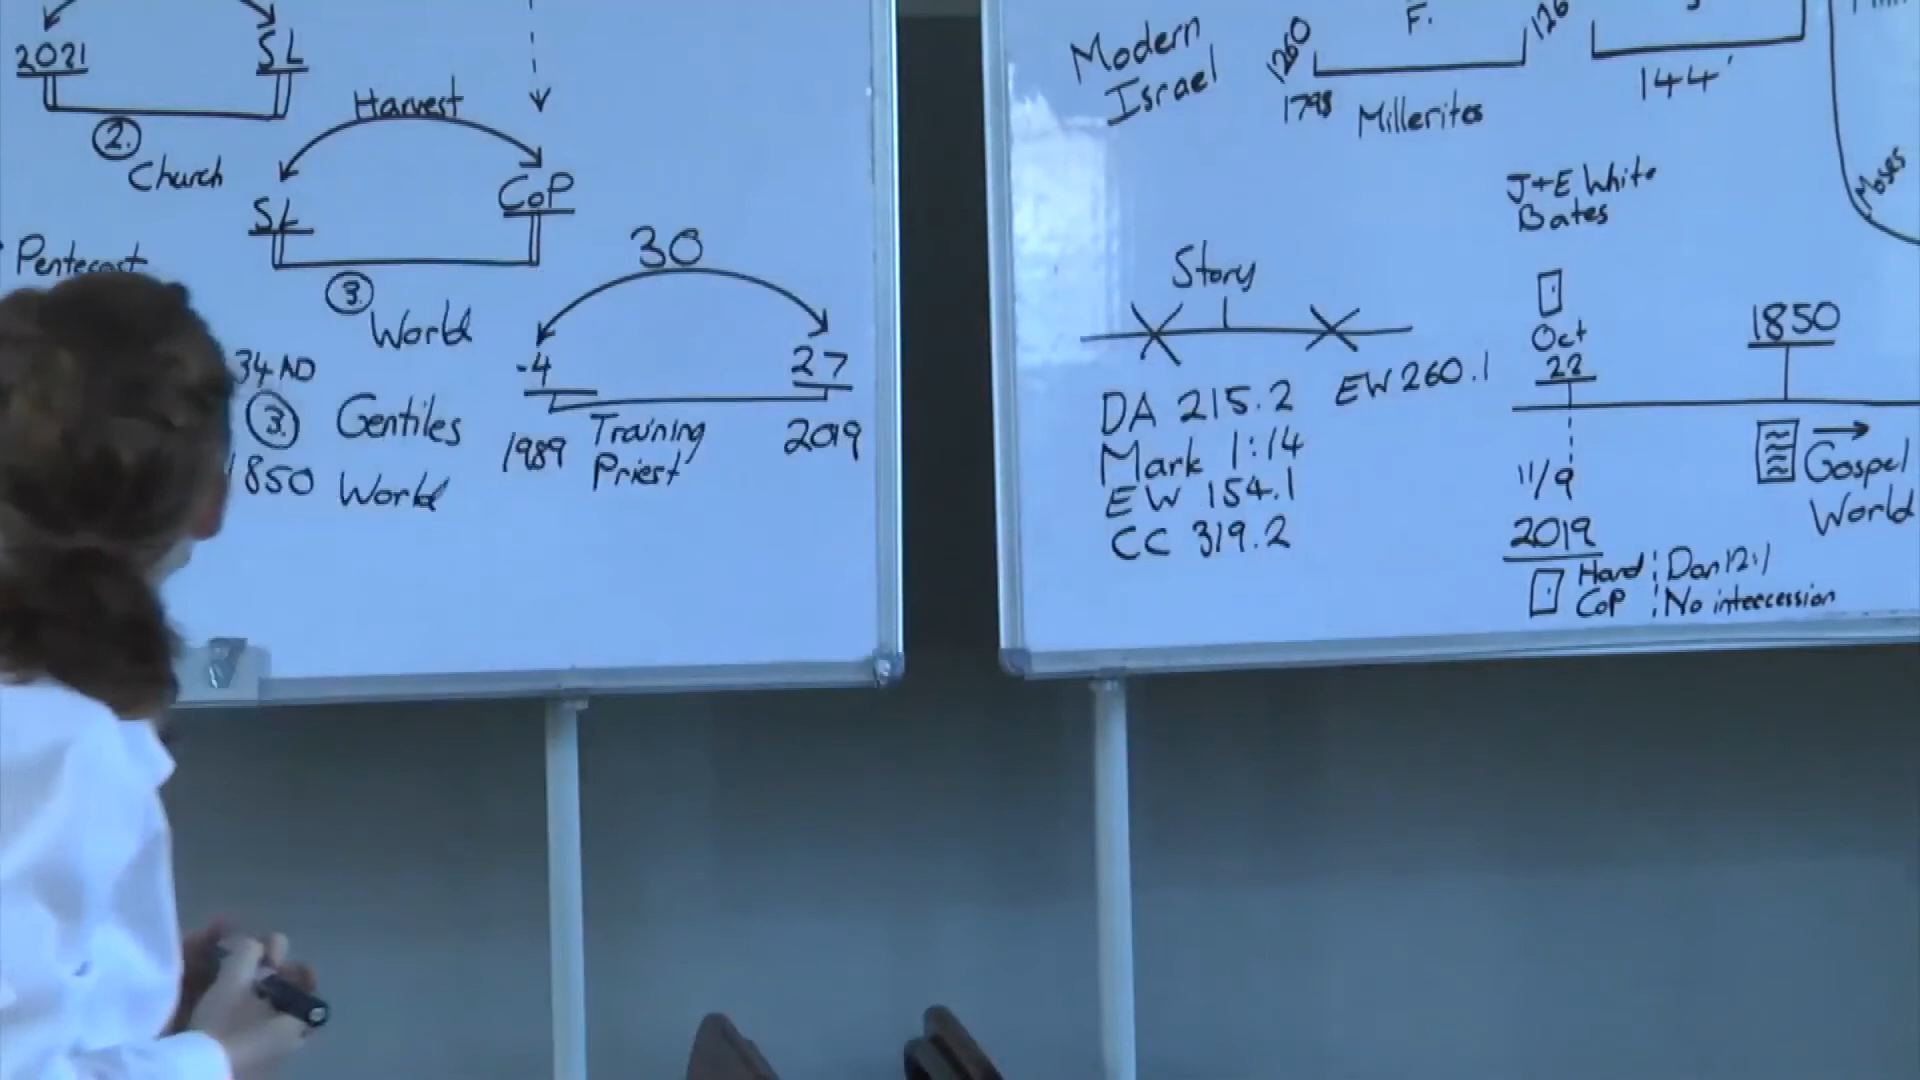 2021
SL
2.
Church
Harvest
SL
CoP
3.
World
Pentecost
34 AD
3.
Gentiles
1850
World
30
-4
27
1989
Training
Priest
2019
Modern
Israel
1260
F.
126
1798
Millerites
144'
Moses
J+E White
Bates
Story
DA 215.2
EW 260.1
Mark 1:14
EW 154.1
CC 319.2
Oct
22
1850
11/9
2019
Gospel
World
Hand : Dan 12:1
CoP : No intercession